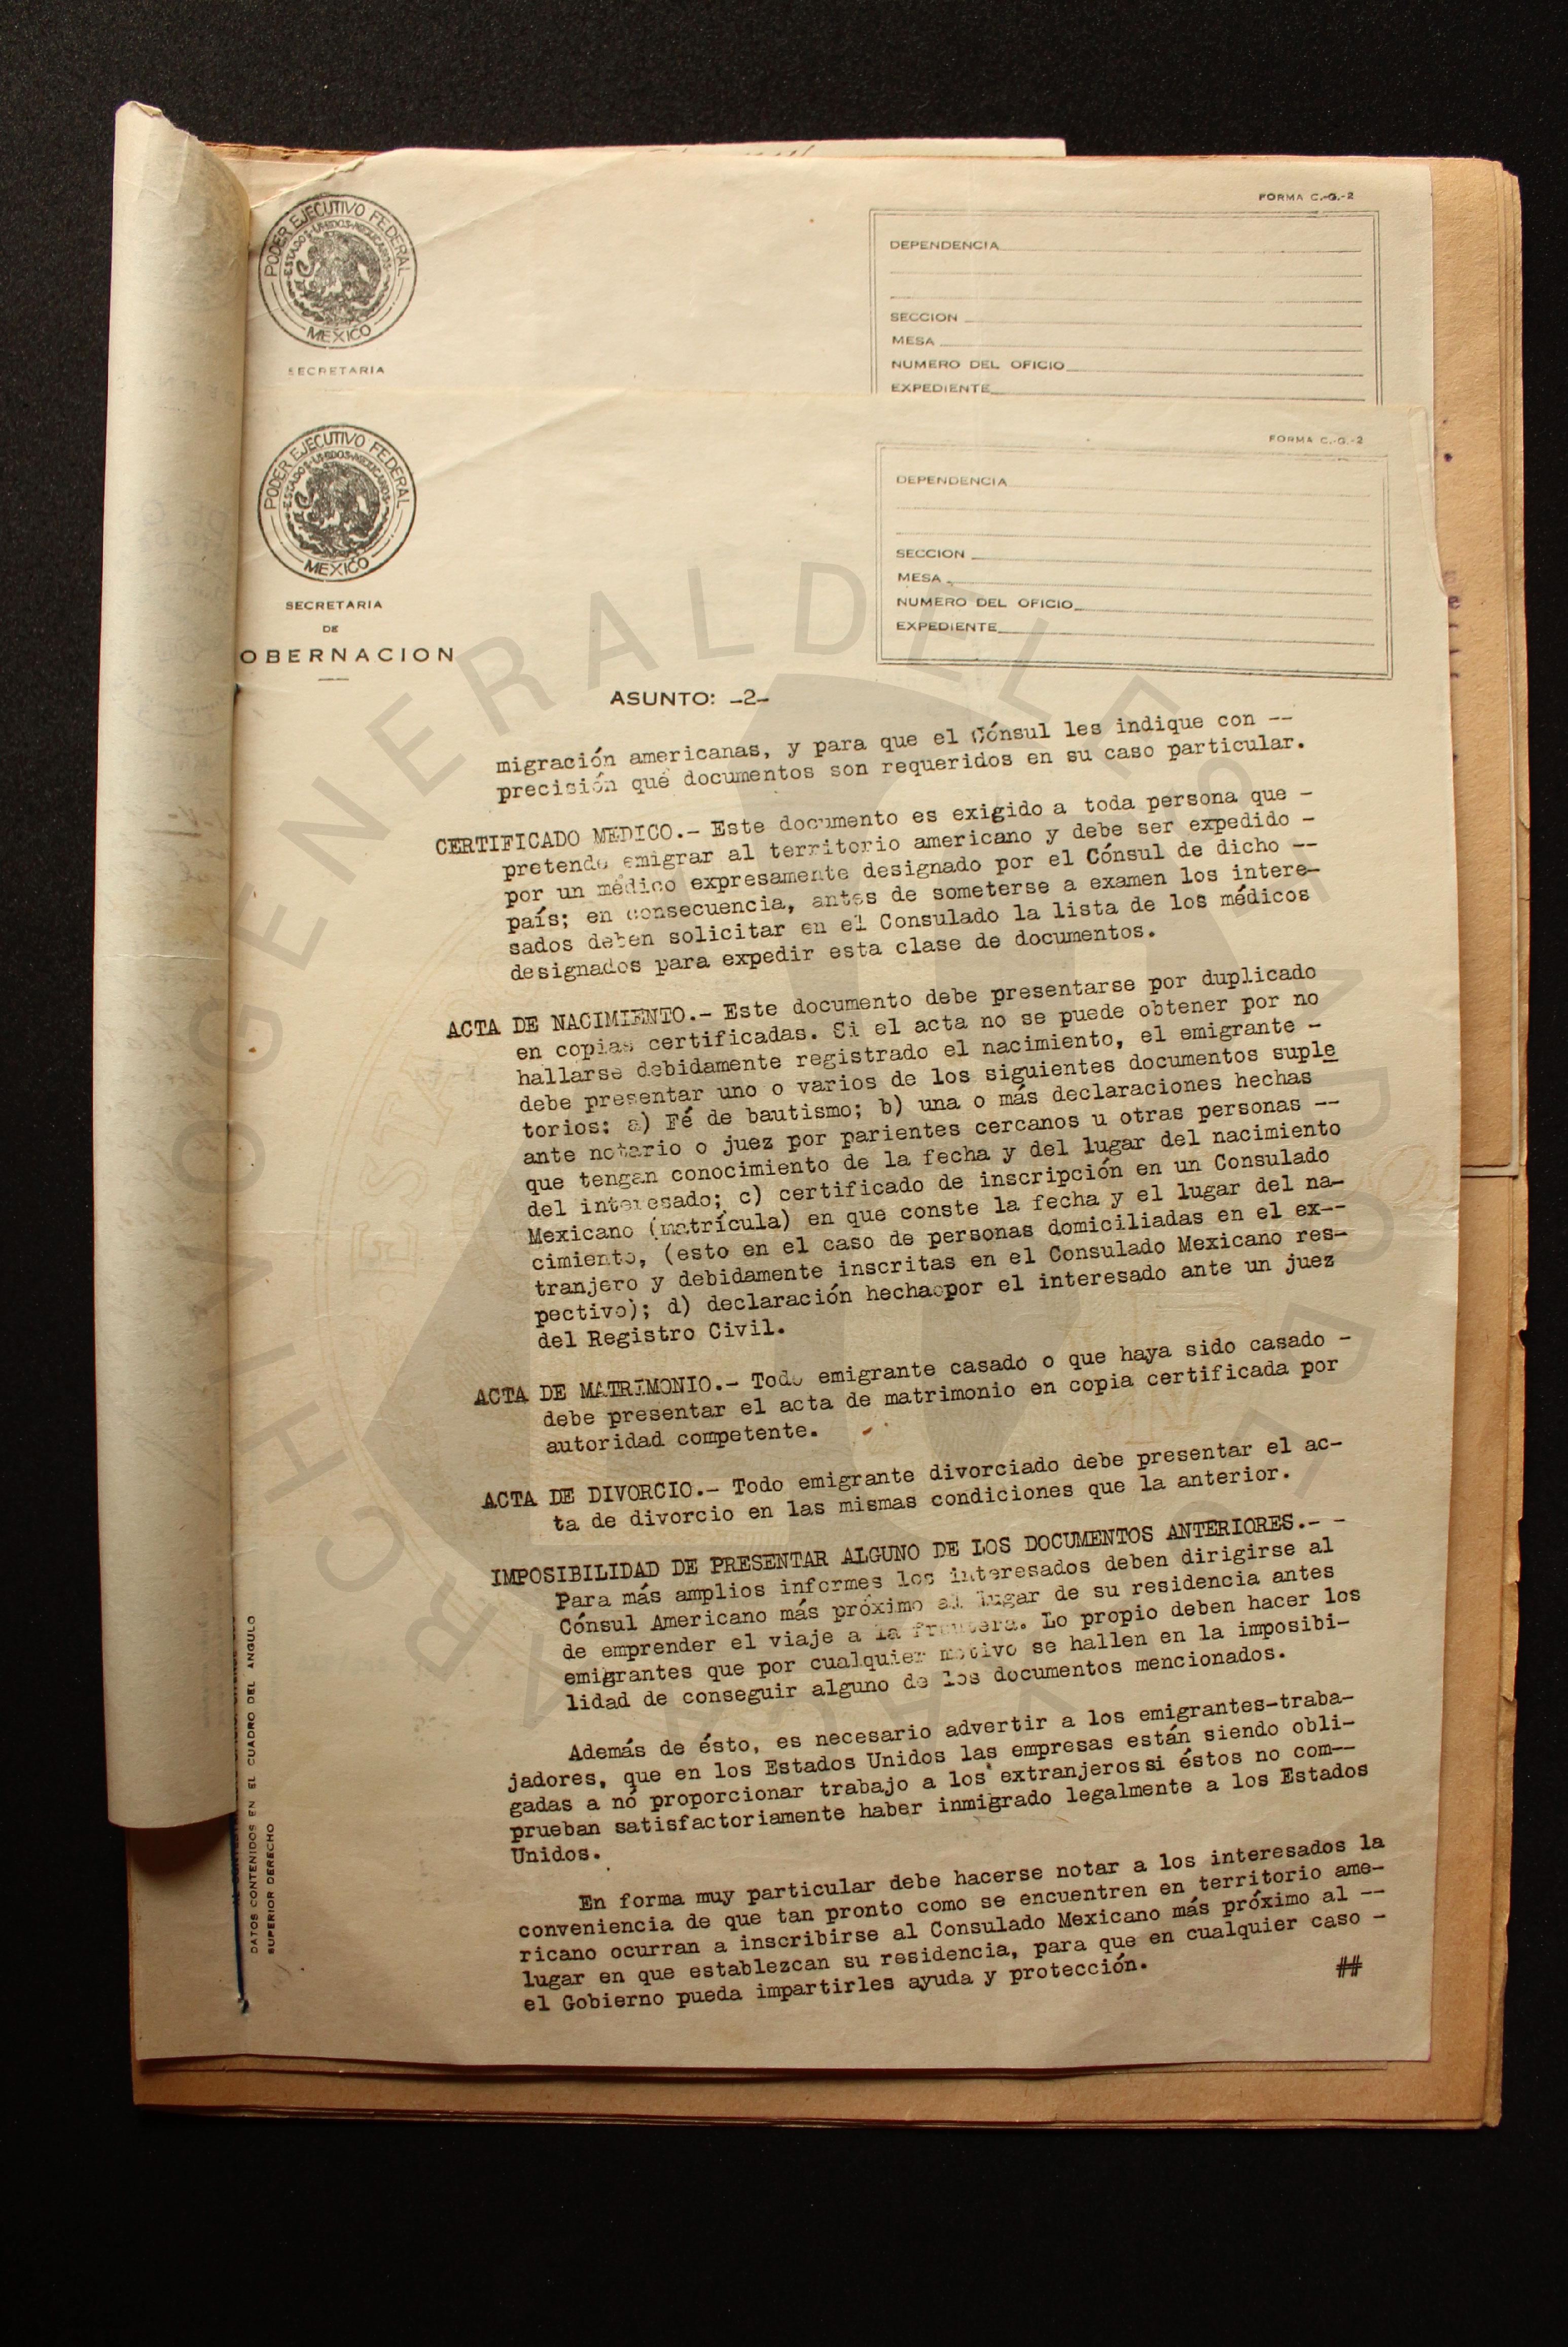 FORMA C.-G.-2
PODER EJECUTIVO FEDERAL
ESTADOS UNIDOS MEXICANOS
MEXICO
SECRETARIA
DEPENDENCIA
SECCION
MESA
NUMERO DEL OFICIO
EXPEDIENTE
FORMA C.-G.-2
PODER EJECUTIVO FEDERAL
ESTADOS UNIDOS MEXICANOS
MEXICO
SECRETARIA
DE
OBERNACION
DEPENDENCIA
SECCION
MESA
NUMERO DEL OFICIO
EXPEDIENTE
ASUNTO: -2-
migración americanas, y para que el Cónsul les indique con --
precisión qué documentos son requeridos en su caso particular.
CERTIFICADO MEDICO.- Este documento es exigido a toda persona que -
pretenda emigrar al territorio americano y debe ser expedido -
por un médico expresamente designado por el Cónsul de dicho --
país; en consecuencia, antes de someterse a examen los intere-
sados deben solicitar en el Consulado la lista de los médicos
designados para expedir esta clase de documentos.
ACTA DE NACIMIENTO.- Este documento debe presentarse por duplicado
en copias certificadas. Si el acta no se puede obtener por no
hallarse debidamente registrado el nacimiento, el emigrante -
debe presentar uno o varios de los siguientes documentos suple
torios: a) Fé de bautismo; b) una o más declaraciones hechas
ante notario o juez por parientes cercanos u otras personas --
que tengan conocimiento de la fecha y del lugar del nacimiento
del interesado; c) certificado de inscripción en un Consulado
Mexicano (matrícula) en que conste la fecha y el lugar del na-
cimiento, (esto en el caso de personas domiciliadas en el ex--
tranjero y debidamente inscritas en el Consulado Mexicano res-
pectivo); d) declaración hechaopor el interesado ante un juez
del Registro Civil.
ACTA DE MATRIMONIO.- Todo emigrante casado o que haya sido casado -
debe presentar el acta de matrimonio en copia certificada por
autoridad competente.
ACTA DE DIVORCIO.- Todo emigrante divorciado debe presentar el ac-
ta de divorcio en las mismas condiciones que la anterior.
IMPOSIBILIDAD DE PRESENTAR ALGUNO DE LOS DOCUMENTOS ANTERIORES.- -
Para más amplios informes los interesados deben dirigirse al
Cónsul Americano más próximo al lugar de su residencia antes
de emprender el viaje a la frontera. Lo propio deben hacer los
emigrantes que por cualquier motivo se hallen en la imposibi-
lidad de conseguir alguno de los documentos mencionados.
Además de ésto, es necesario advertir a los emigrantes-traba-
jadores, que en los Estados Unidos las empresas están siendo obli-
gadas a nó proporcionar trabajo a los extranjerossi éstos no com--
prueban satisfactoriamente haber inmigrado legalmente a los Estados
Unidos.
En forma muy particular debe hacerse notar a los interesados la
conveniencia de que tan pronto como se encuentren en territorio ame-
ricano ocurran a inscribirse al Consulado Mexicano más próximo al --
lugar en que establezcan su residencia, para que en cualquier caso -
el Gobierno pueda impartirles ayuda y protección.
##
DATOS CONTENIDOS EN EL CUADRO DEL ANGULO
SUPERIOR DERECHO